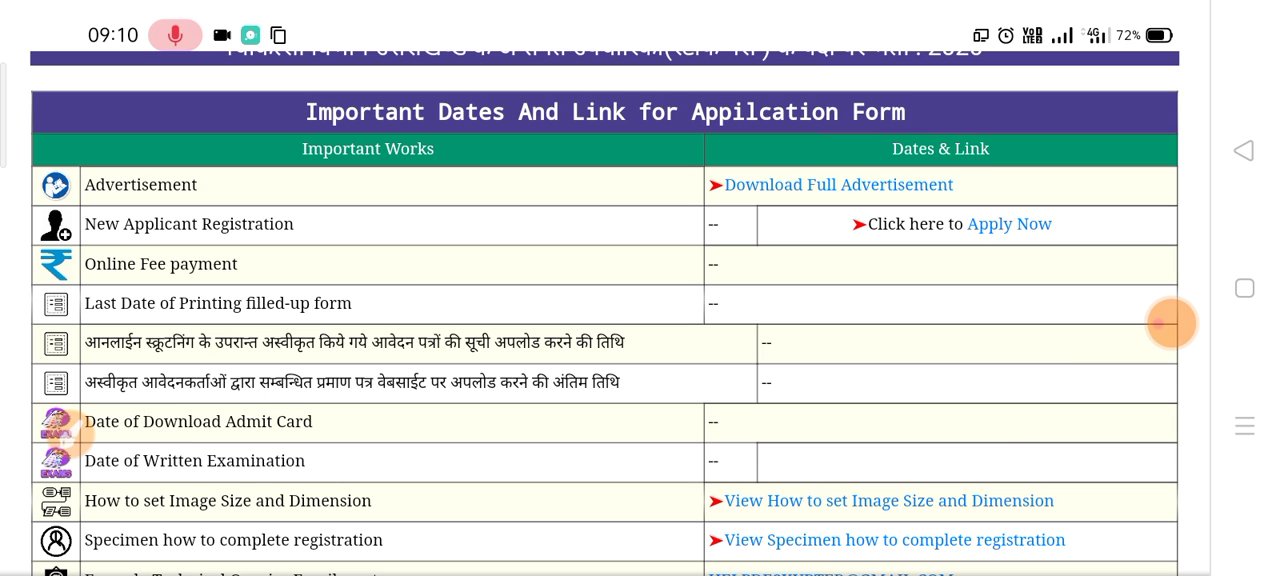 09:10
4G 72%
Important Dates And Link for Appilcation Form
Important Works Dates & Link
Advertisement ➤Download Full Advertisement
New Applicant Registration -- ➤Click here to Apply Now
Online Fee payment --
Last Date of Printing filled-up form --
आनलाईन स्क्रूटनिंग के उपरान्त अस्वीकृत किये गये आवेदन पत्रों की सूची अपलोड करने की तिथि --
अस्वीकृत आवेदनकर्ताओं द्वारा सम्बन्धित प्रमाण पत्र वेबसाईट पर अपलोड करने की अंतिम तिथि --
Date of Download Admit Card --
Date of Written Examination --
How to set Image Size and Dimension ➤View How to set Image Size and Dimension
Specimen how to complete registration ➤View Specimen how to complete registration